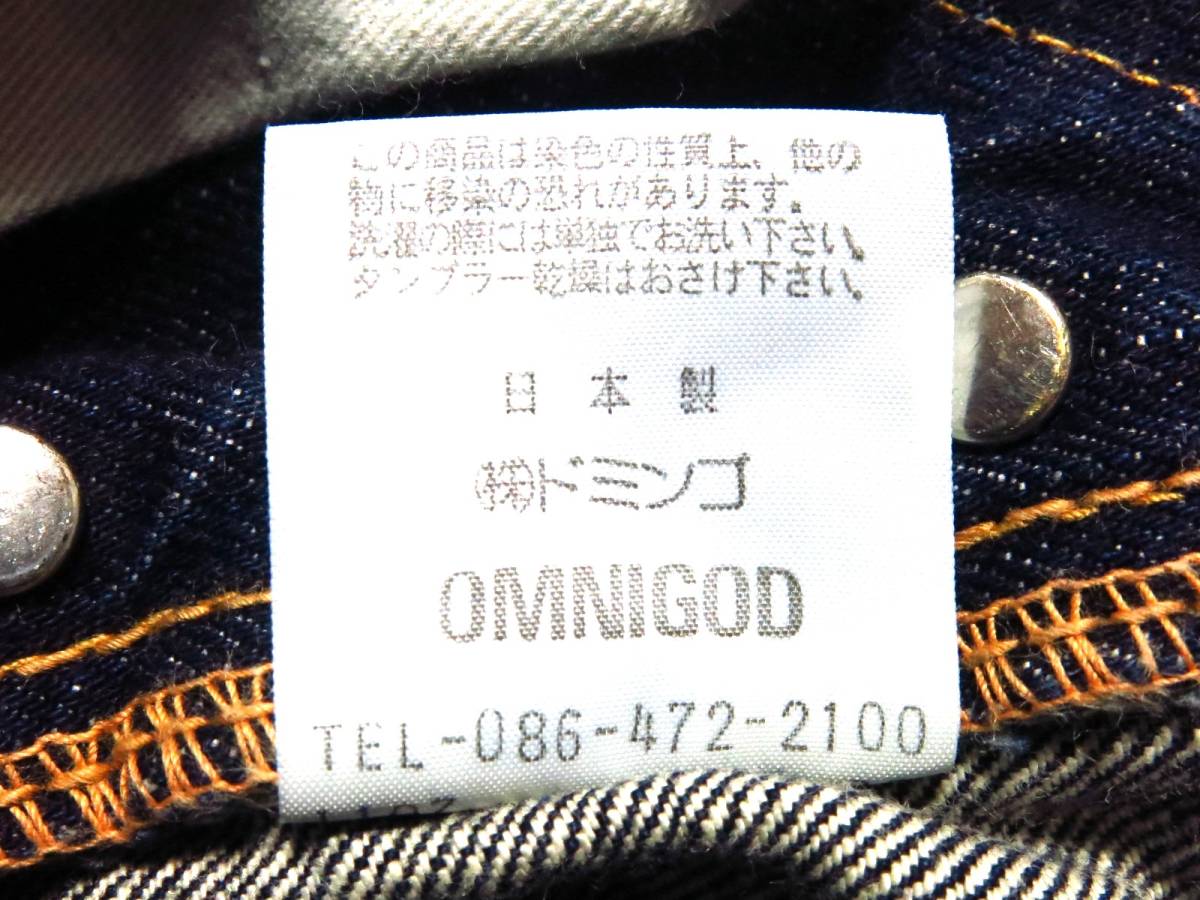 この商品は染色の性質上、他の
物に移染の恐れがあります。
洗濯の際には単独でお洗い下さい。
タンブラー乾燥はおさけ下さい。
日本製
㈱ドミンゴ
OMNIGOD
TEL-086-472-2100